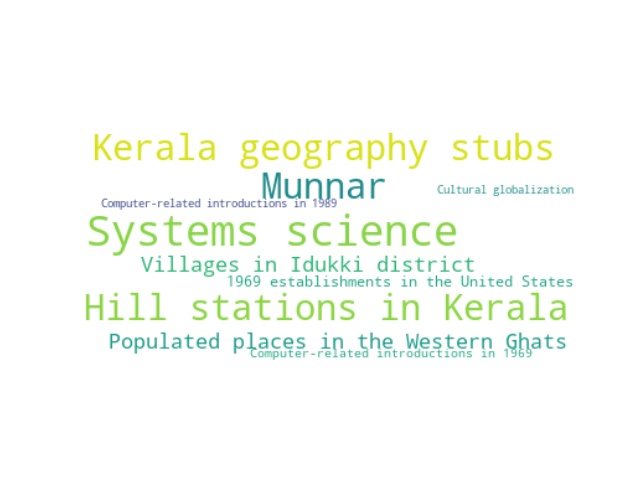 Kerala geography stubs
Munnar
Cultural globalization
Computer-related introductions in 1989
Systems science
Villages in Idukki district
1969 establishments in the United States
Hill stations in Kerala
Populated places in the Western Ghats
Computer-related introductions in 1969